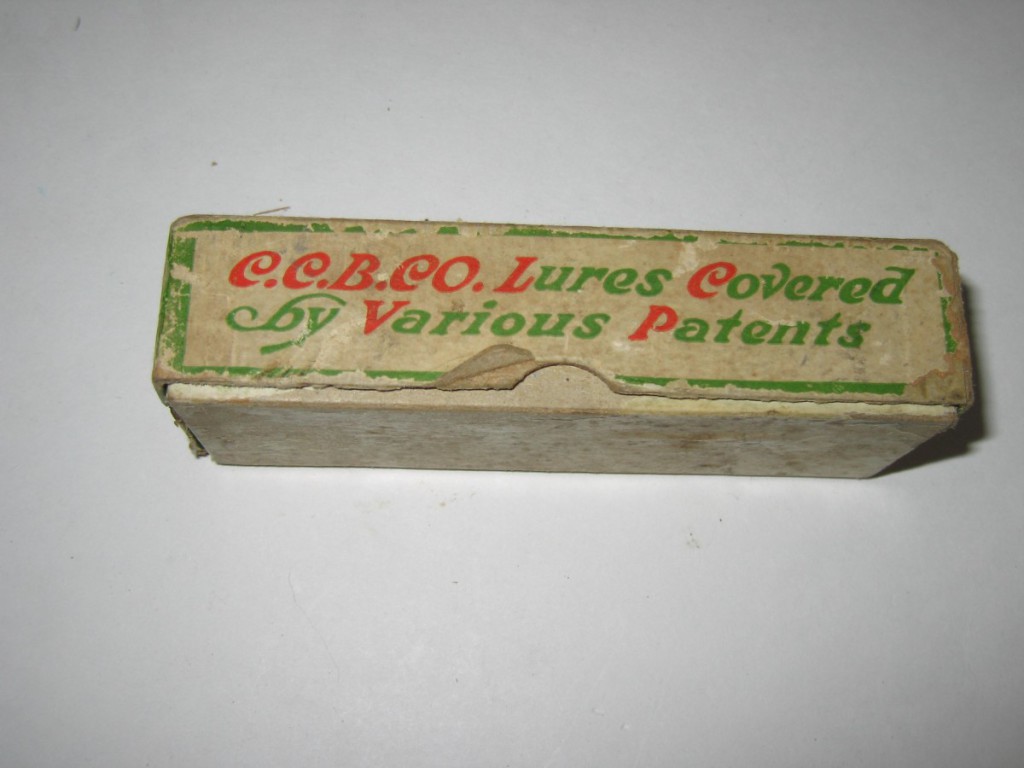 C.C.B.CO. Lures Covered
by Various Patents